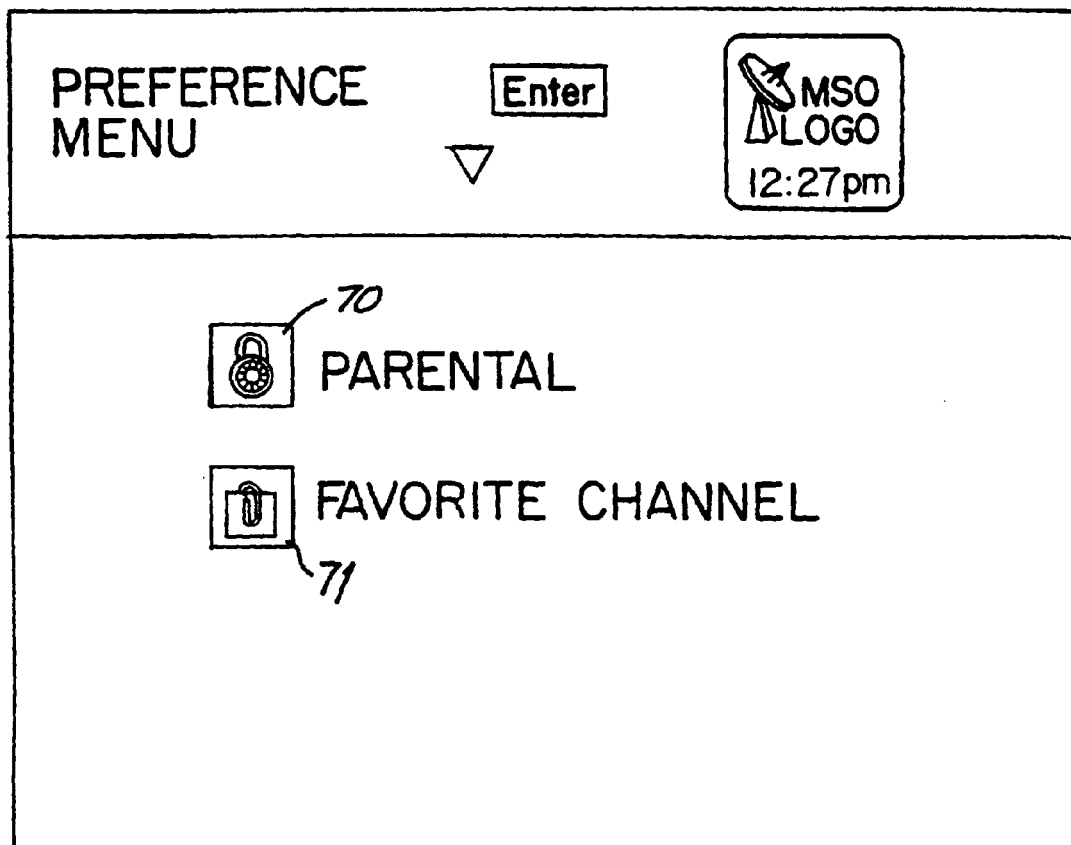 PREFERENCE
MENU
Enter
MSO
LOGO
12:27pm
70
PARENTAL
FAVORITE CHANNEL
71